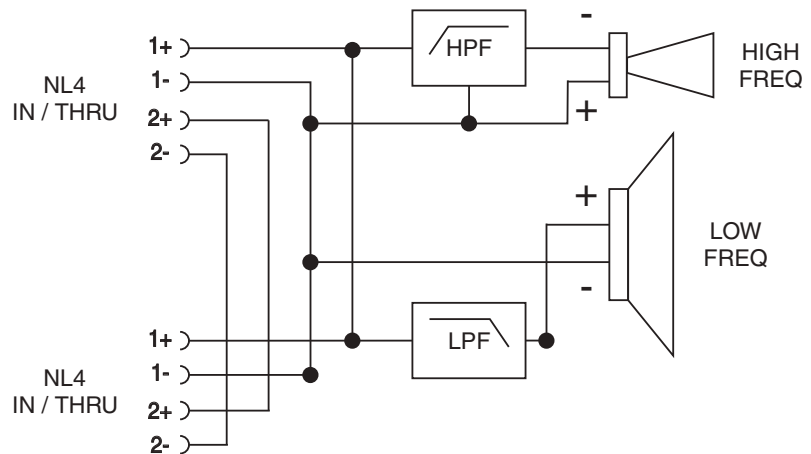 NL4
IN / THRU
1+
1-
2+
2-
HPF
-
+
HIGH
FREQ
+
-
LOW
FREQ
NL4
IN / THRU
1+
1-
2+
2-
LPF